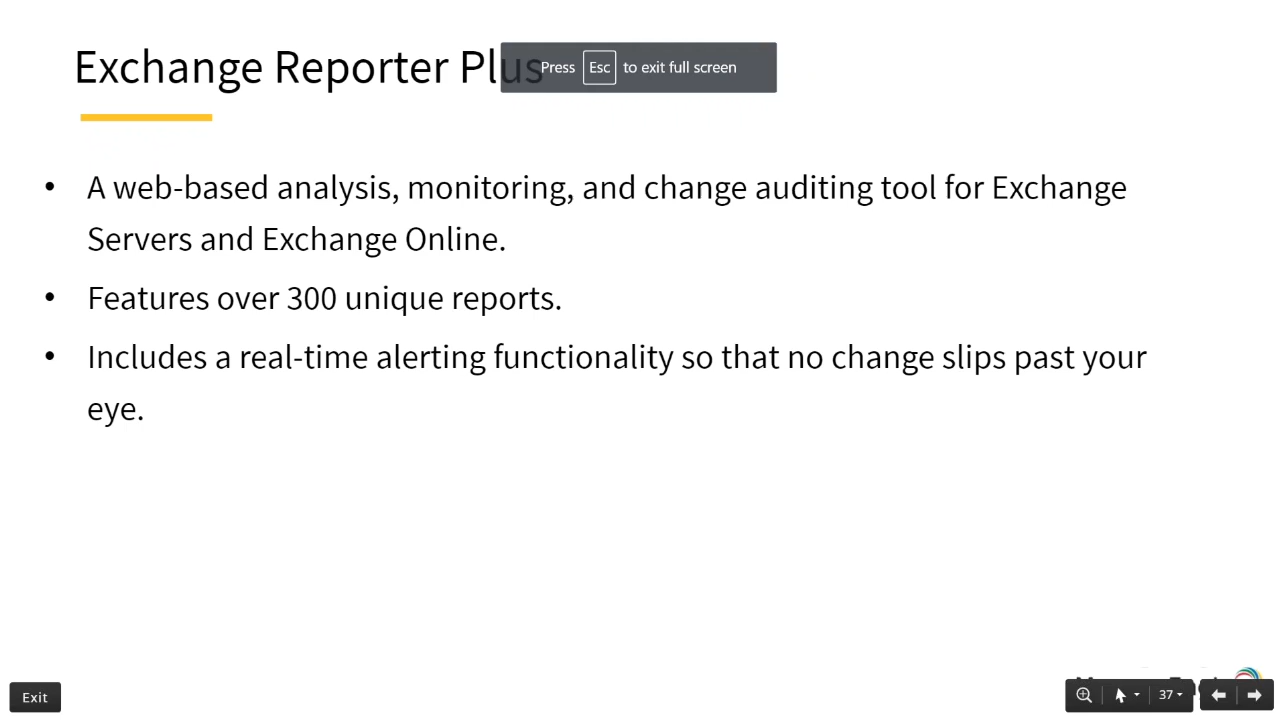 Exchange Reporter Plus
Press Esc to exit full screen
• A web-based analysis, monitoring, and change auditing tool for Exchange
Servers and Exchange Online.
• Features over 300 unique reports.
• Includes a real-time alerting functionality so that no change slips past your
eye.
Exit
37